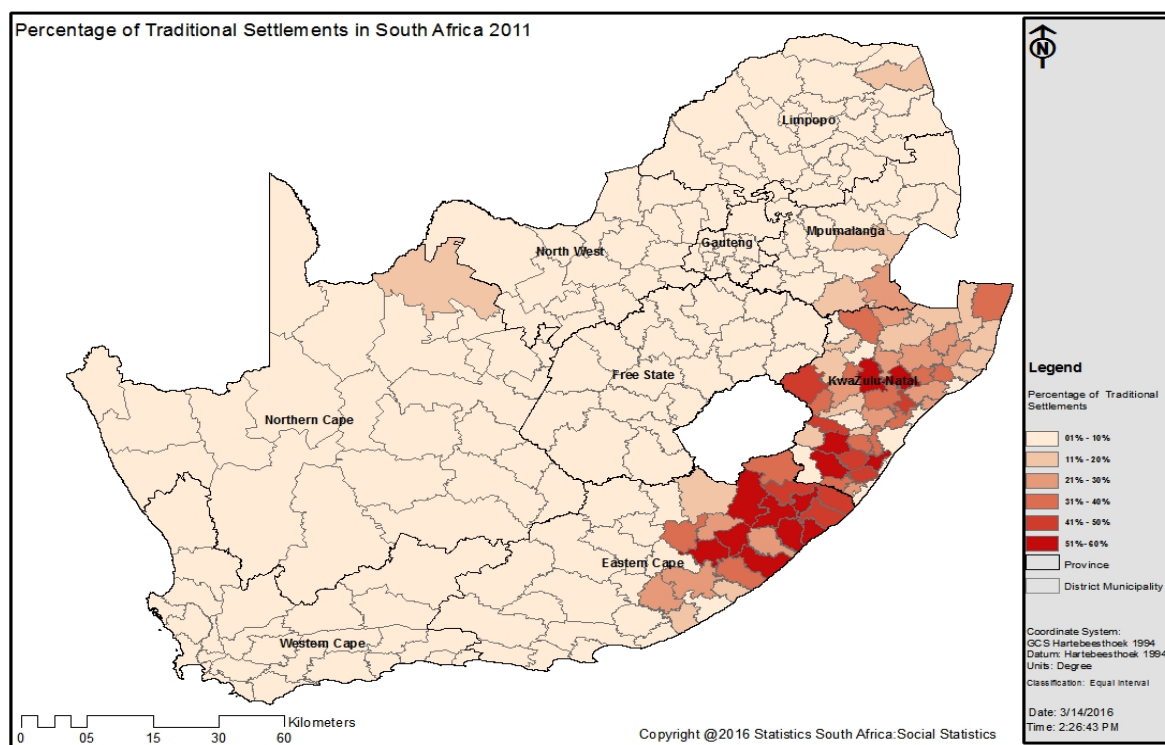 Percentage of Traditional Settlements in South Africa 2011
Limpopo
Mpumalanga
Gauteng
North West
KwaZulu-Natal
Free State
Northern Cape
Eastern Cape
Western Cape
Kilometers
0 05 15 30 60
Copyright @2016 Statistics South Africa:Social Statistics
N
Legend
Percentage of Traditional
Settlements
01% - 10%
11% - 20%
21% - 30%
31% - 40%
41% - 50%
51%- 60%
Province
District Municipality
Coordinate System:
GCS Hartebeesthoek 1994
Datum: Hartebeesthoek 1994
Units: Degree
Classification: Equal Interval
Date: 3/14/2016
Time: 2:26:43 PM